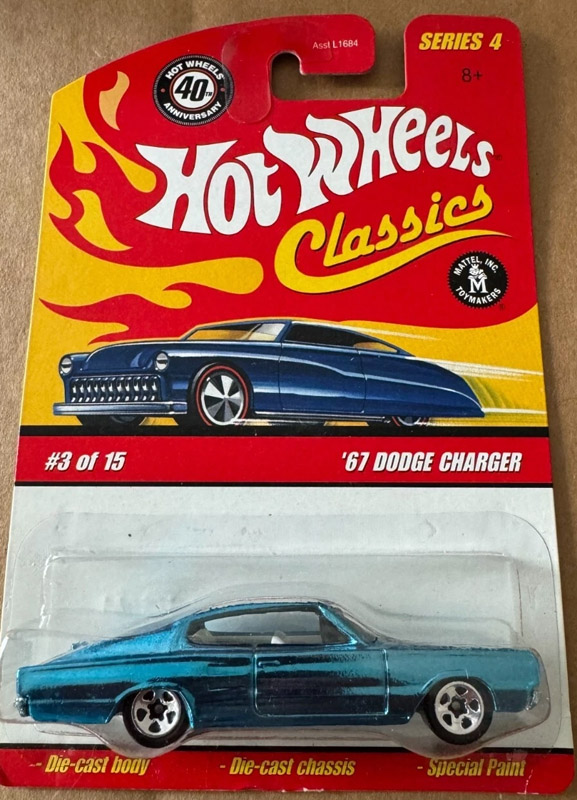 Asst L1684
SERIES 4
8+
HOT WHEELS
40TH
ANNIVERSARY
Hot Wheels
Classics
MATTEL, INC.
M
TOYMAKERS
#3 of 15
'67 DODGE CHARGER
- Die-cast body - Die-cast chassis - Special Paint